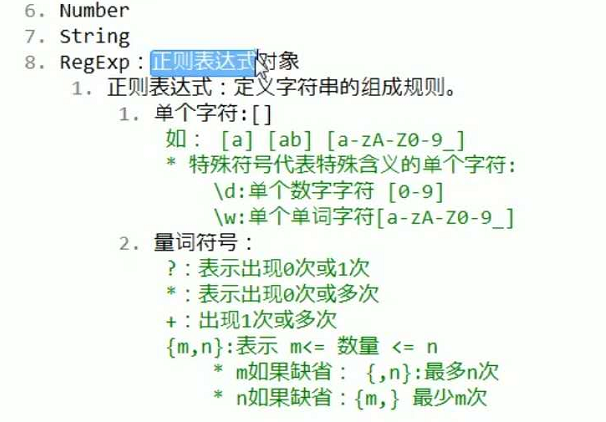 6. Number
7. String
8. RegExp：正则表达式对象
1. 正则表达式：定义字符串的组成规则。
1. 单个字符:[]
如： [a] [ab] [a-zA-Z0-9_]
* 特殊符号代表特殊含义的单个字符:
\d:单个数字字符 [0-9]
\w:单个单词字符[a-zA-Z0-9_]
2. 量词符号：
?：表示出现0次或1次
*：表示出现0次或多次
+：出现1次或多次
{m,n}:表示 m<= 数量 <= n
* m如果缺省： {,n}:最多n次
* n如果缺省：{m,} 最少m次